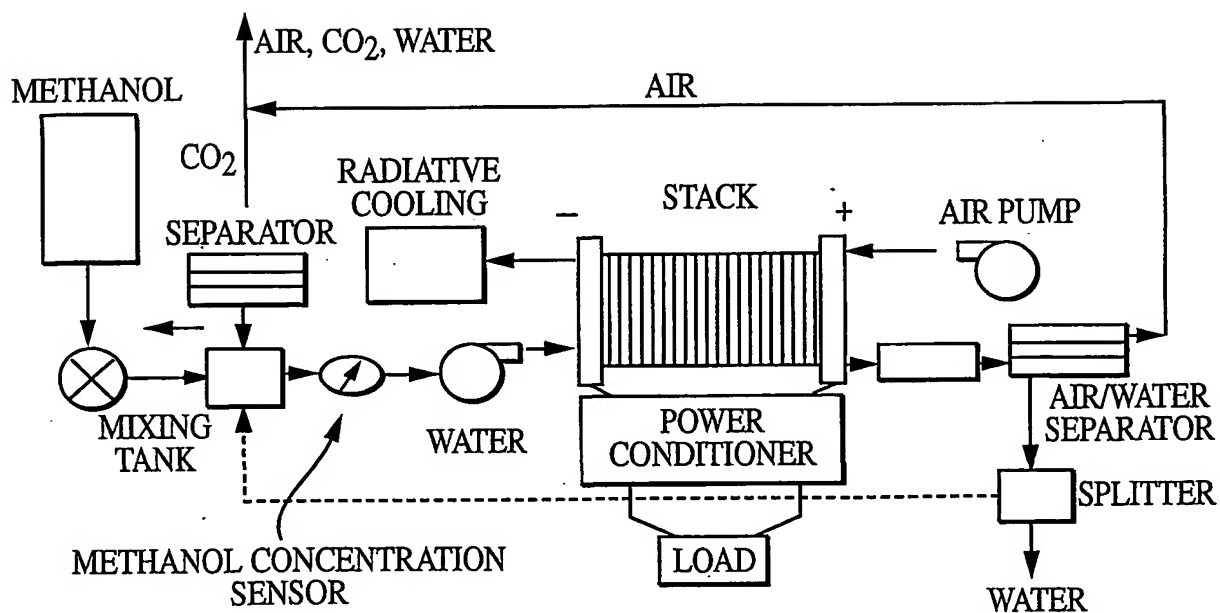 AIR, CO2, WATER
METHANOL
AIR
CO2
RADIATIVE
COOLING
STACK
AIR PUMP
SEPARATOR
–
+
MIXING
TANK
WATER
POWER
CONDITIONER
AIR/WATER
SEPARATOR
SPLITTER
METHANOL CONCENTRATION
SENSOR
LOAD
WATER